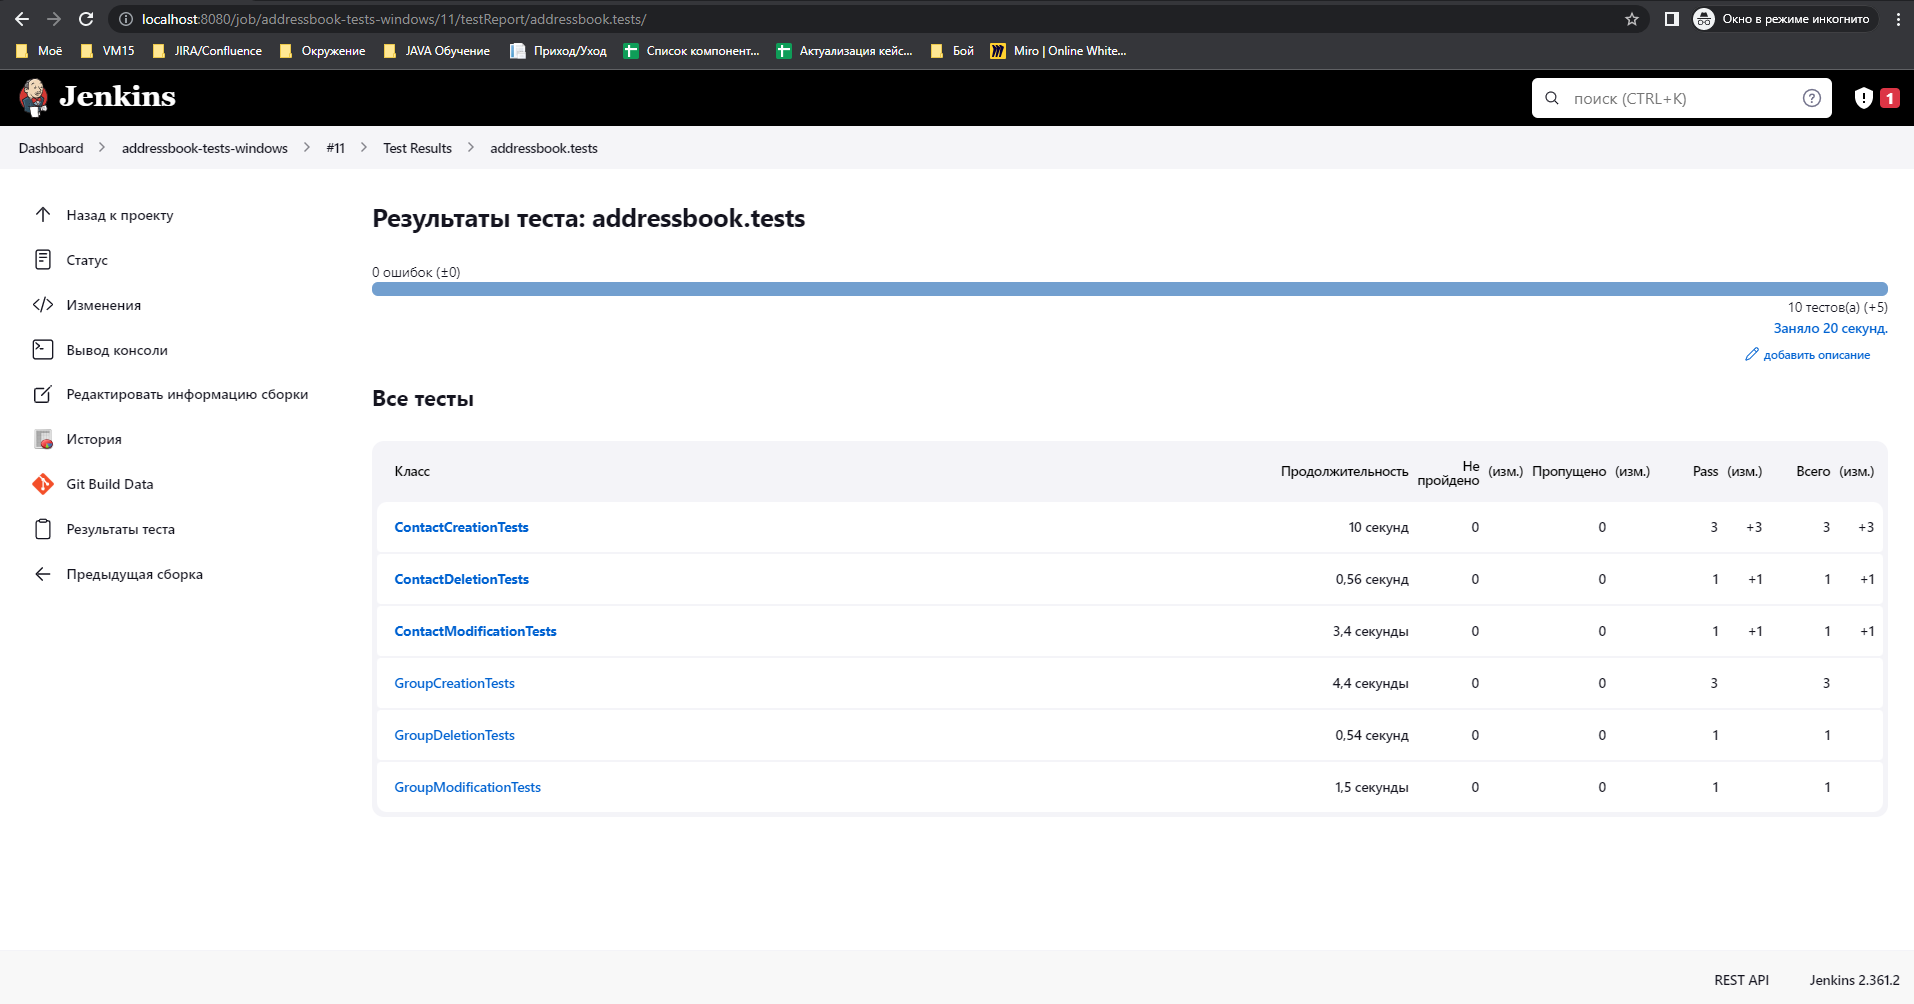 localhost:8080/job/addressbook-tests-windows/11/testReport/addressbook.tests/
Окно в режиме инкогнито
Моё VM15 JIRA/Confluence Окружение JAVA Обучение Приход/Уход Список компонент... Актуализация кейс... Бой Miro | Online White...
Jenkins
поиск (CTRL+K)
1
Dashboard addressbook-tests-windows #11 Test Results addressbook.tests
Назад к проекту
Статус
Изменения
Вывод консоли
Редактировать информацию сборки
История
Git Build Data
Результаты теста
Предыдущая сборка
Результаты теста: addressbook.tests
0 ошибок (±0)
10 тестов(а) (+5)
Заняло 20 секунд.
добавить описание
Все тесты
Класс Продолжительность Не пройдено (изм.) Пропущено (изм.) Pass (изм.) Всего (изм.)
ContactCreationTests 10 секунд 0 0 3 +3 3 +3
ContactDeletionTests 0,56 секунд 0 0 1 +1 1 +1
ContactModificationTests 3,4 секунды 0 0 1 +1 1 +1
GroupCreationTests 4,4 секунды 0 0 3 3
GroupDeletionTests 0,54 секунд 0 0 1 1
GroupModificationTests 1,5 секунды 0 0 1 1
REST API Jenkins 2.361.2